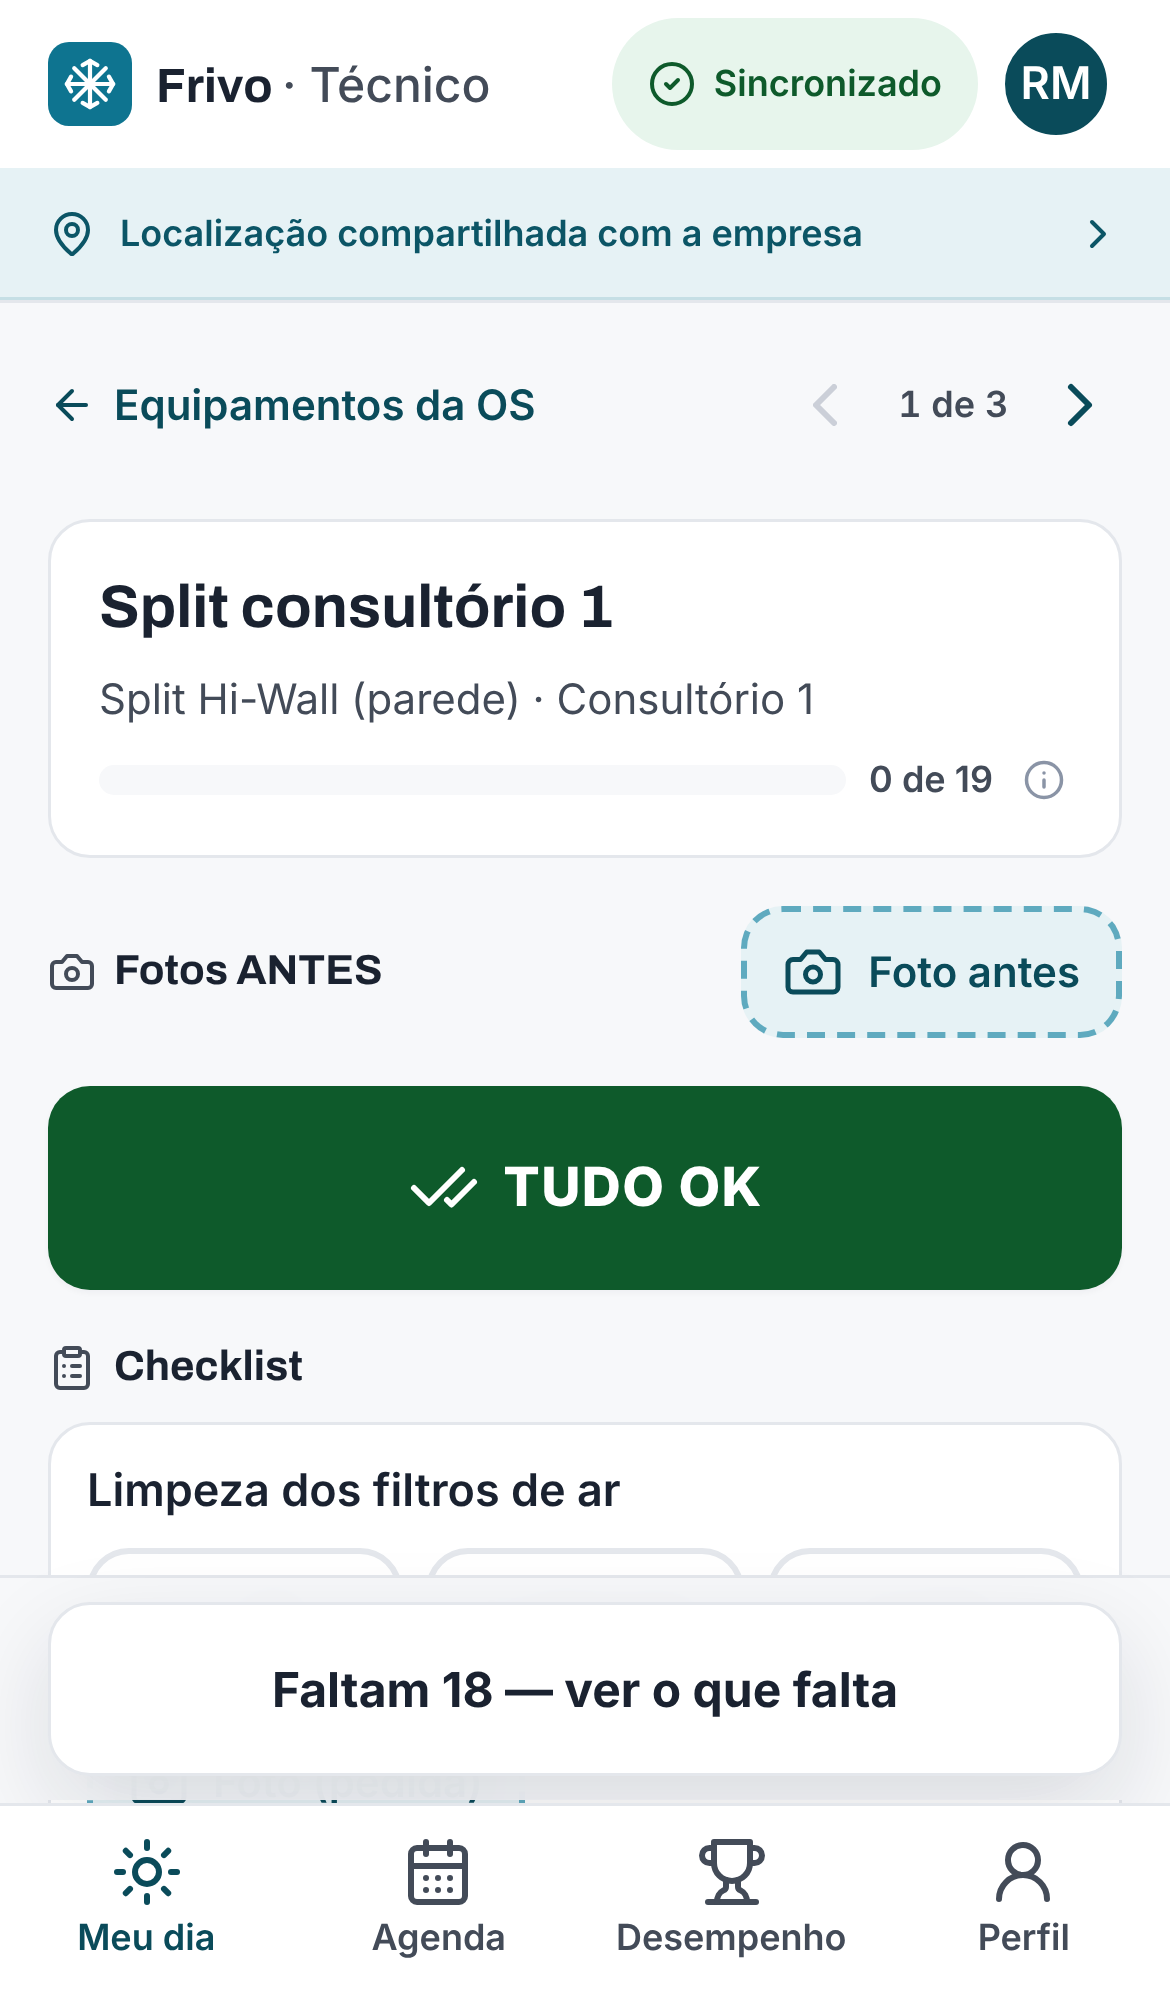 Frivo · Técnico
Sincronizado
RM
Localização compartilhada com a empresa
Equipamentos da OS
1 de 3
Split consultório 1
Split Hi-Wall (parede) · Consultório 1
0 de 19
Fotos ANTES
Foto antes
TUDO OK
Checklist
Limpeza dos filtros de ar
Faltam 18 — ver o que falta
Foto (pedida)
Meu dia
Agenda
Desempenho
Perfil